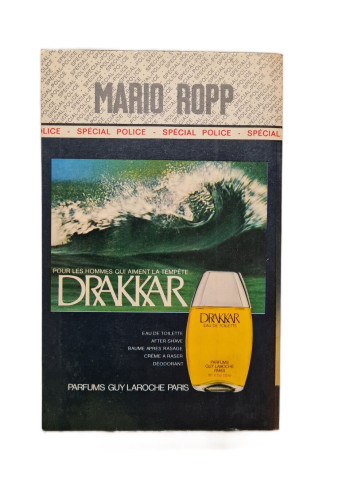 MARIO ROPP
LICE - SPÉCIAL POLICE - SPÉCIAL POLICE - SPÉCIAL
POUR LES HOMMES QUI AIMENT LA TEMPÊTE
DRAKKAR
EAU DE TOILETTE
AFTER-SHAVE
BAUME APRES RASAGE
CRÈME A RASER
DÉODORANT
PARFUMS GUY LAROCHE PARIS
DRAKKAR
EAU DE TOILETTE
PARFUMS
GUY LAROCHE
PARIS